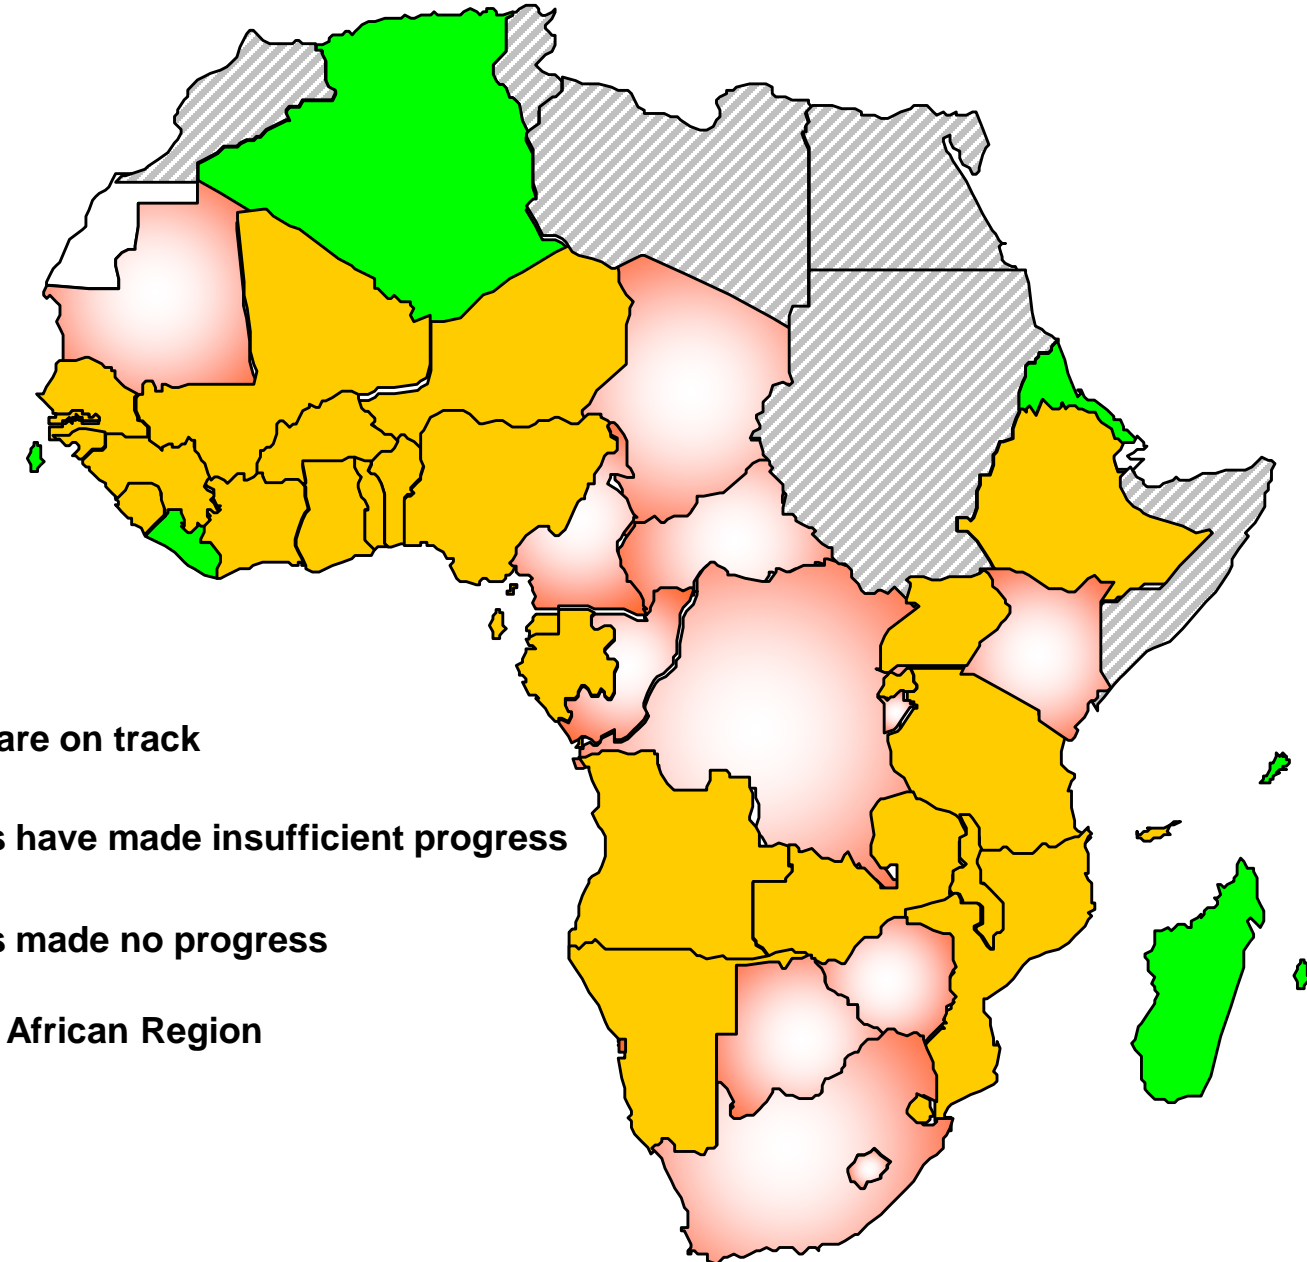 are on track
s have made insufficient progress
s made no progress
African Region